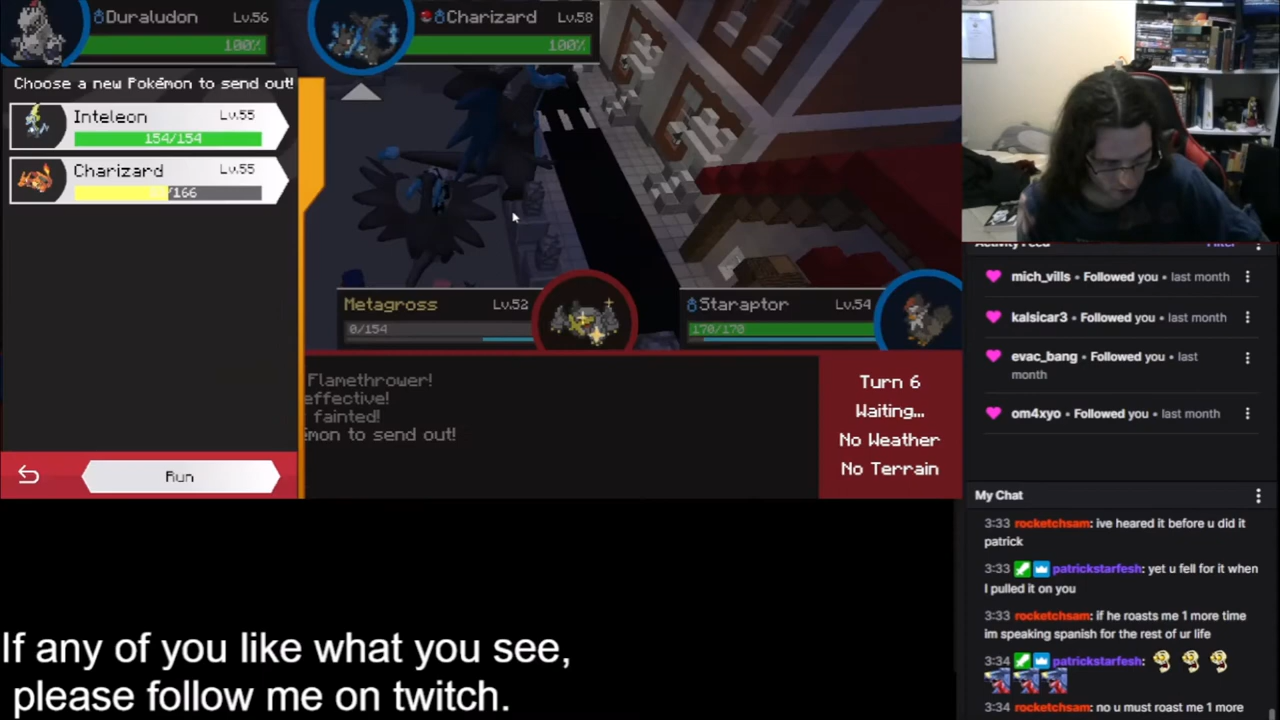 Duraludon Lv.56
100%
Charizard Lv.58
100%
Choose a new Pokémon to send out!
Inteleon Lv.55
154/154
Charizard Lv.55
/166
Metagross Lv.52
0/154
Staraptor Lv.54
170/170
Flamethrower!
effective!
fainted!
émon to send out!
Turn 6
Waiting...
No Weather
No Terrain
Run
If any of you like what you see,
please follow me on twitch.
Activity Feed
Filter
mich_vills • Followed you • last month
kalsicar3 • Followed you • last month
evac_bang • Followed you • last
month
om4xyo • Followed you • last month
My Chat
3:33 rocketchsam: ive heared it before u did it
patrick
3:33 patrickstarfesh: yet u fell for it when
I pulled it on you
3:33 rocketchsam: if he roasts me 1 more time
im speaking spanish for the rest of ur life
3:34 patrickstarfesh:
3:34 rocketchsam: no u must roast me 1 more